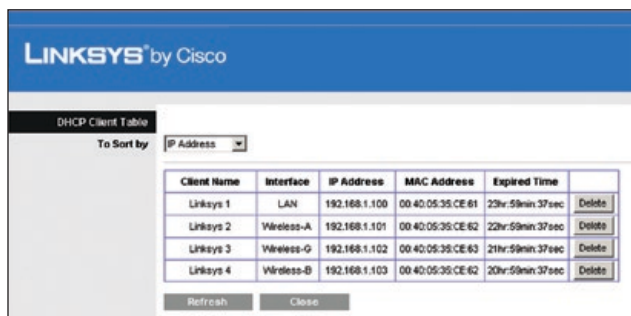 LINKSYS® by Cisco
DHCP Client Table
To Sort by IP Address
Client Name Interface IP Address MAC Address Expired Time
Linksys 1 LAN 192.168.1.100 00:40:05:35:CE:61 23hr:59min:37sec Delete
Linksys 2 Wireless-A 192.168.1.101 00:40:05:35:CE:62 22hr:59min:37sec Delete
Linksys 3 Wireless-G 192.168.1.102 00:40:05:35:CE:63 21hr:59min:37sec Delete
Linksys 4 Wireless-B 192.168.1.103 00:40:05:35:CE:62 20hr:59min:37sec Delete
Refresh Close